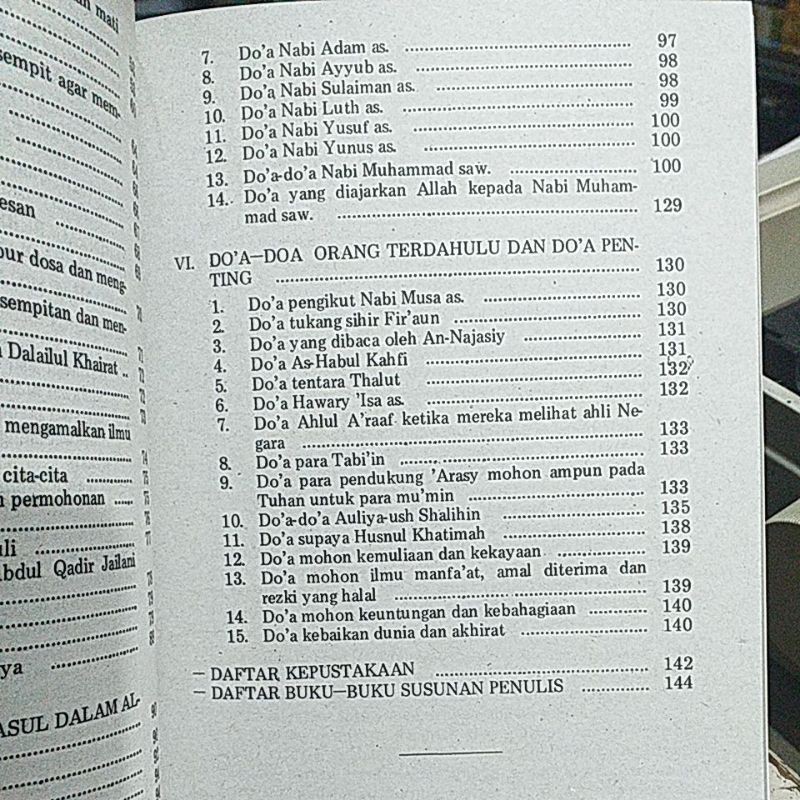 mati
sempit agar mem-
esan
our dosa dan meng-
sempitan dan men-
Dalailul Khairat ..
mengamalkan ilmu
cita-cita ............
permohonan .....
uli ....................
Abdul Qadir Jailani
ya ....................
ASUL DALAM AL-
7. Do'a Nabi Adam as. .......................................... 97
8. Do'a Nabi Ayyub as. ........................................ 98
9. Do'a Nabi Sulaiman as. .................................... 98
10. Do'a Nabi Luth as. .......................................... 99
11. Do'a Nabi Yusuf as. ........................................ 100
12. Do'a Nabi Yunus as. ........................................ 100
13. Do'a-do'a Nabi Muhammad saw. ....................... 100
14. Do'a yang diajarkan Allah kepada Nabi Muham-
mad saw. .......................................................... 129
VI. DO'A—DOA ORANG TERDAHULU DAN DO'A PEN-
TING .................................................................. 130
1. Do'a pengikut Nabi Musa as. ............................ 130
2. Do'a tukang sihir Fir'aun .................................. 130
3. Do'a yang dibaca oleh An-Najasiy ..................... 131
4. Do'a As-Habul Kahfi ........................................ 131
5. Do'a tentara Thalut .......................................... 132
6. Do'a Hawary 'Isa as. ........................................ 132
7. Do'a Ahlul A'raaf ketika mereka melihat ahli Ne-
gara .................................................................. 133
8. Do'a para Tabi'in .............................................. 133
9. Do'a para pendukung 'Arasy mohon ampun pada
Tuhan untuk para mu'min ................................. 133
10. Do'a-do'a Auliya-ush Shalihin .......................... 135
11. Do'a supaya Husnul Khatimah .......................... 138
12. Do'a mohon kemuliaan dan kekayaan ............... 139
13. Do'a mohon ilmu manfa'at, amal diterima dan
rezki yang halal ................................................. 139
14. Do'a mohon keuntungan dan kebahagiaan ......... 140
15. Do'a kebaikan dunia dan akhirat ....................... 140
— DAFTAR KEPUSTAKAAN ................................... 142
— DAFTAR BUKU—BUKU SUSUNAN PENULIS ............ 144